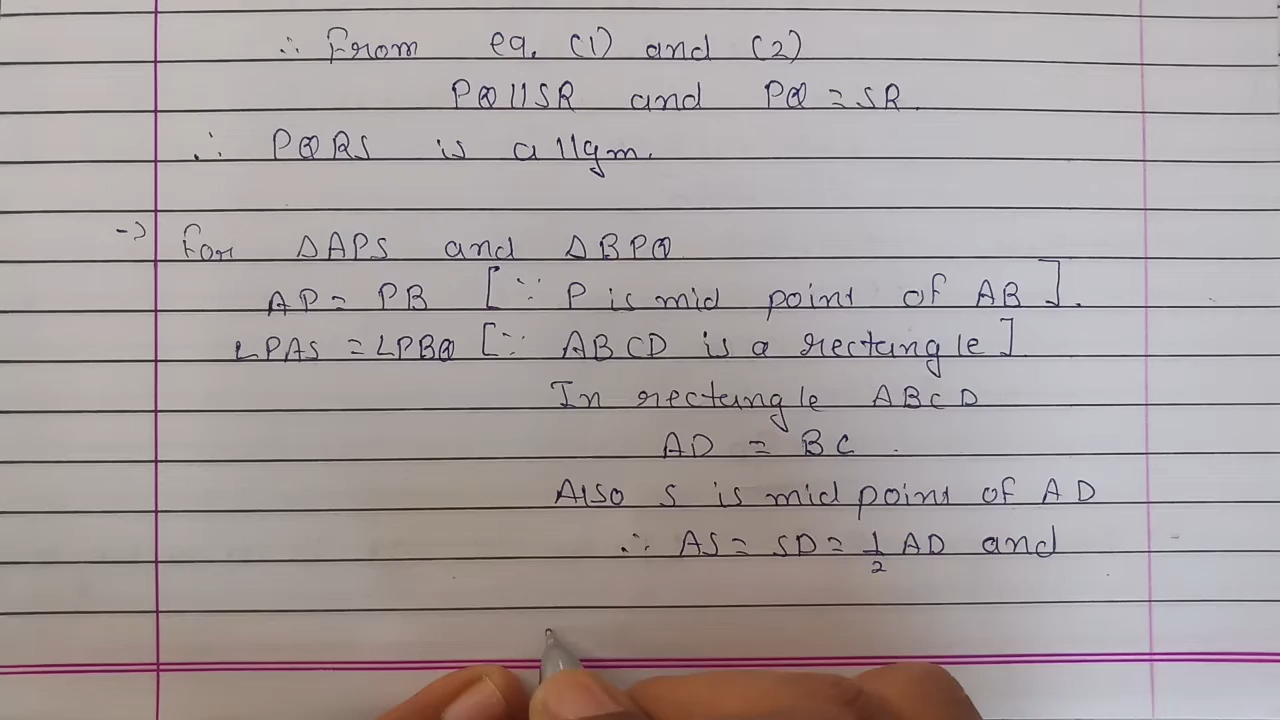 ∴ From eq. (1) and (2)
PQ||SR and PQ = SR.
∴ PQRS is a ||gm.
→ For ΔAPS and ΔBPQ
AP = PB [∵ P is mid point of AB].
∠PAS = ∠PBQ [∵ ABCD is a rectangle]
In rectangle ABCD
AD = BC.
Also S is mid point of AD
∴ AS = SD = 1/2 AD and